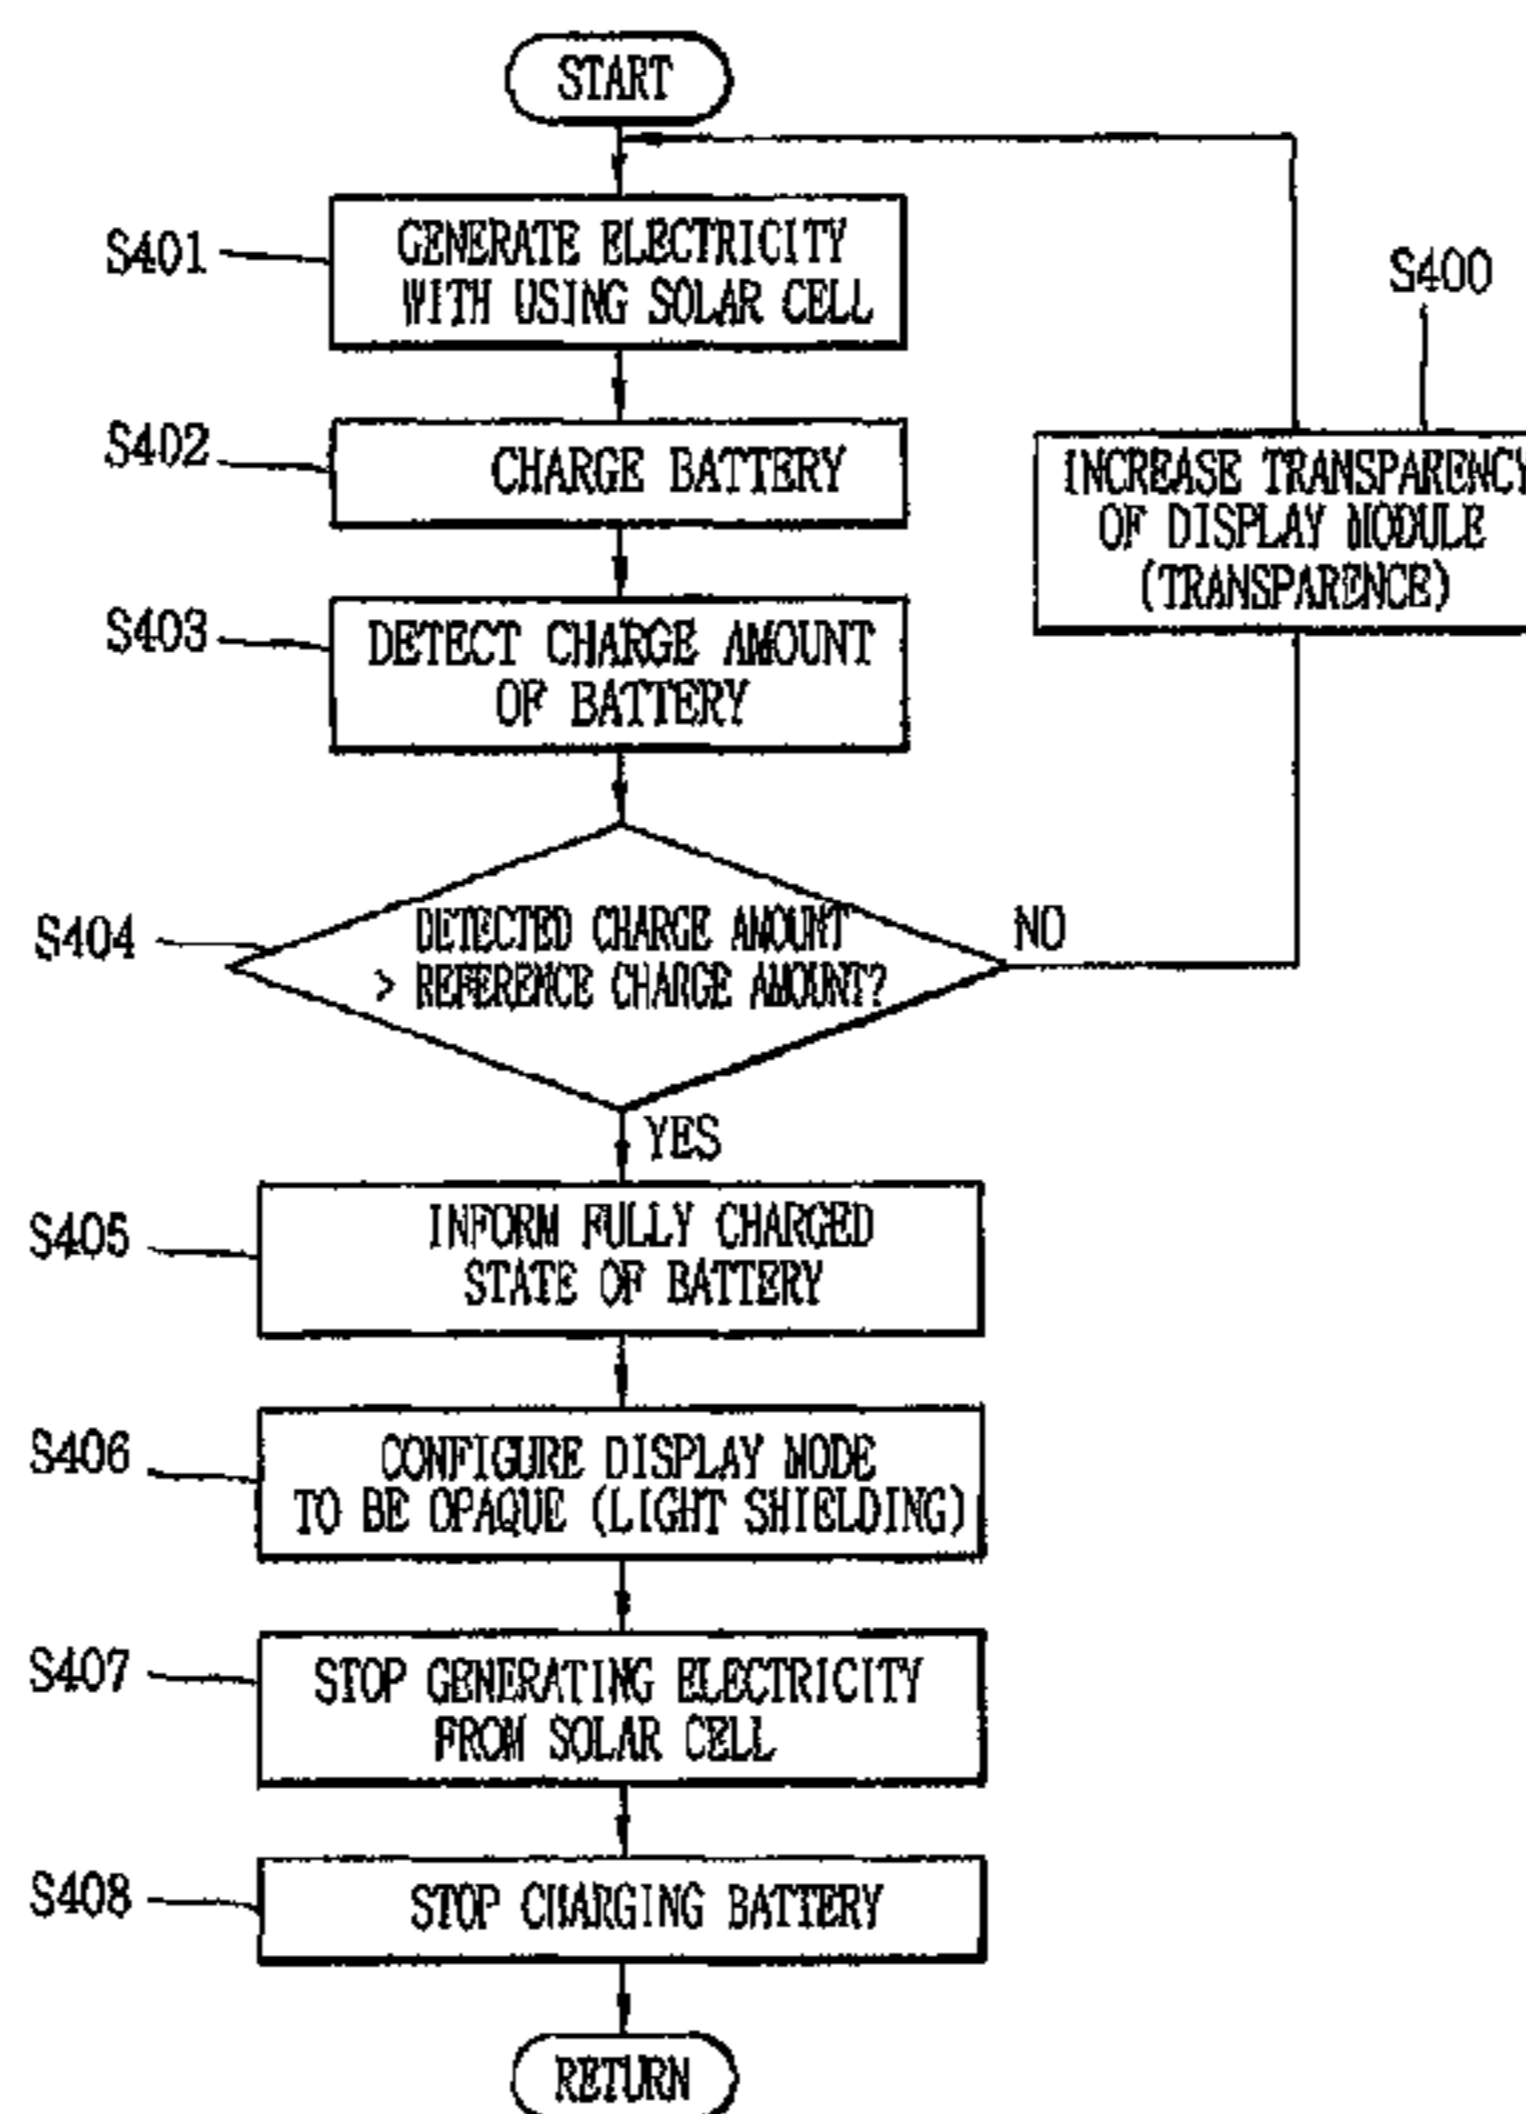 START
S401
GENERATE ELECTRICITY
WITH USING SOLAR CELL
S400
S402
CHARGE BATTERY
INCREASE TRANSPARENCY
OF DISPLAY MODULE
(TRANSPARENCE)
S403
DETECT CHARGE AMOUNT
OF BATTERY
S404
DETECTED CHARGE AMOUNT
> REFERENCE CHARGE AMOUNT?
NO
YES
S405
INFORM FULLY CHARGED
STATE OF BATTERY
S406
CONFIGURE DISPLAY MODE
TO BE OPAQUE (LIGHT SHIELDING)
S407
STOP GENERATING ELECTRICITY
FROM SOLAR CELL
S408
STOP CHARGING BATTERY
RETURN